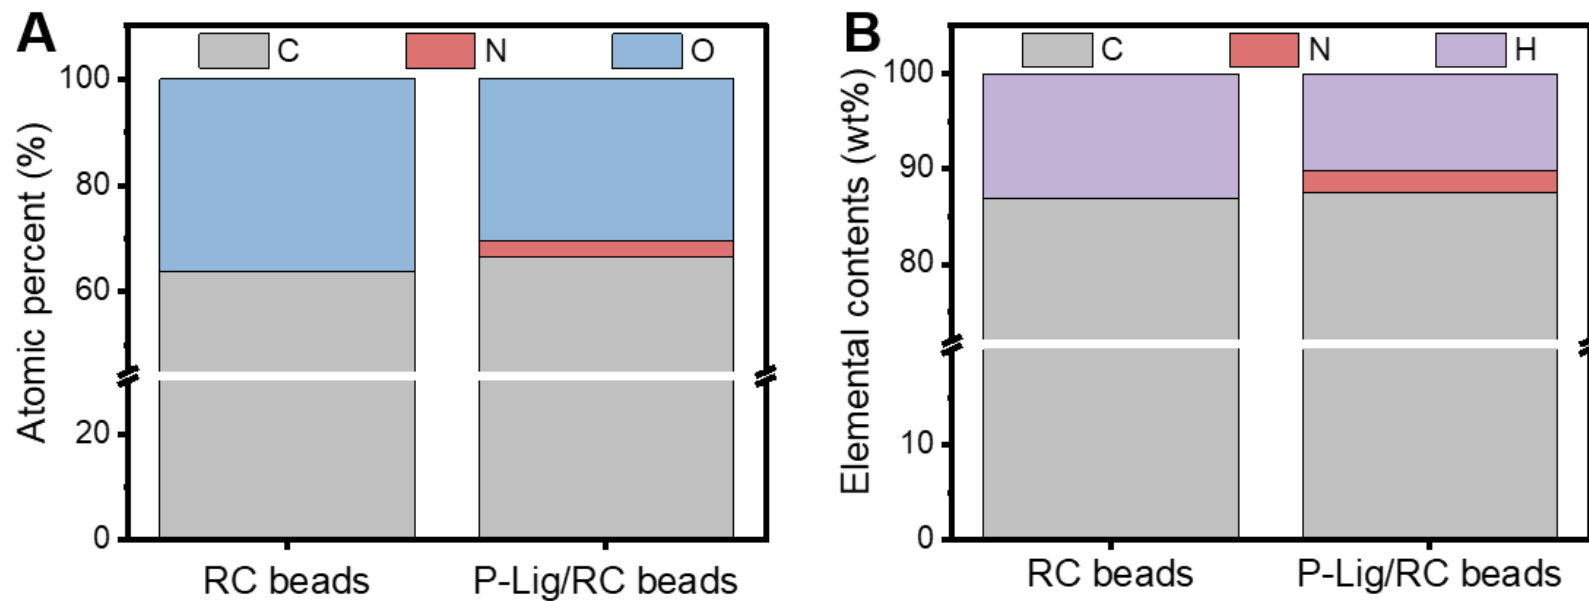 A
C N O
Atomic percent (%)
100
80
60
20
0
RC beads P-Lig/RC beads
B
C N H
Elemental contents (wt%)
100
90
80
10
0
RC beads P-Lig/RC beads